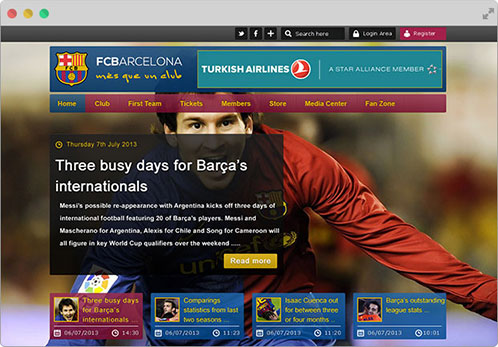 Search here
Login Area
Register
FCBARCELONA
més que un club
TURKISH AIRLINES
A STAR ALLIANCE MEMBER
Home
Club
First Team
Tickets
Members
Store
Media Center
Fan Zone
Thursday 7th July 2013
Three busy days for Barça's
internationals
Messi's possible re-appearance with Argentina kicks off three days of
international football featuring 20 of Barça's players. Messi and
Mascherano for Argentina, Alexis for Chile and Song for Cameroon will
all figure in key World Cup qualifiers over the weekend .....
Read more
Three busy days
for Barça's
internationals ...
06/07/2013
14:30
Comparings
statistics from last
two seasons ...
06/07/2013
11:23
Isaac Cuenca out
for between three
or four months ..
06/07/2013
11:20
Barça's outstanding
league stats ...
06/07/2013
10:01